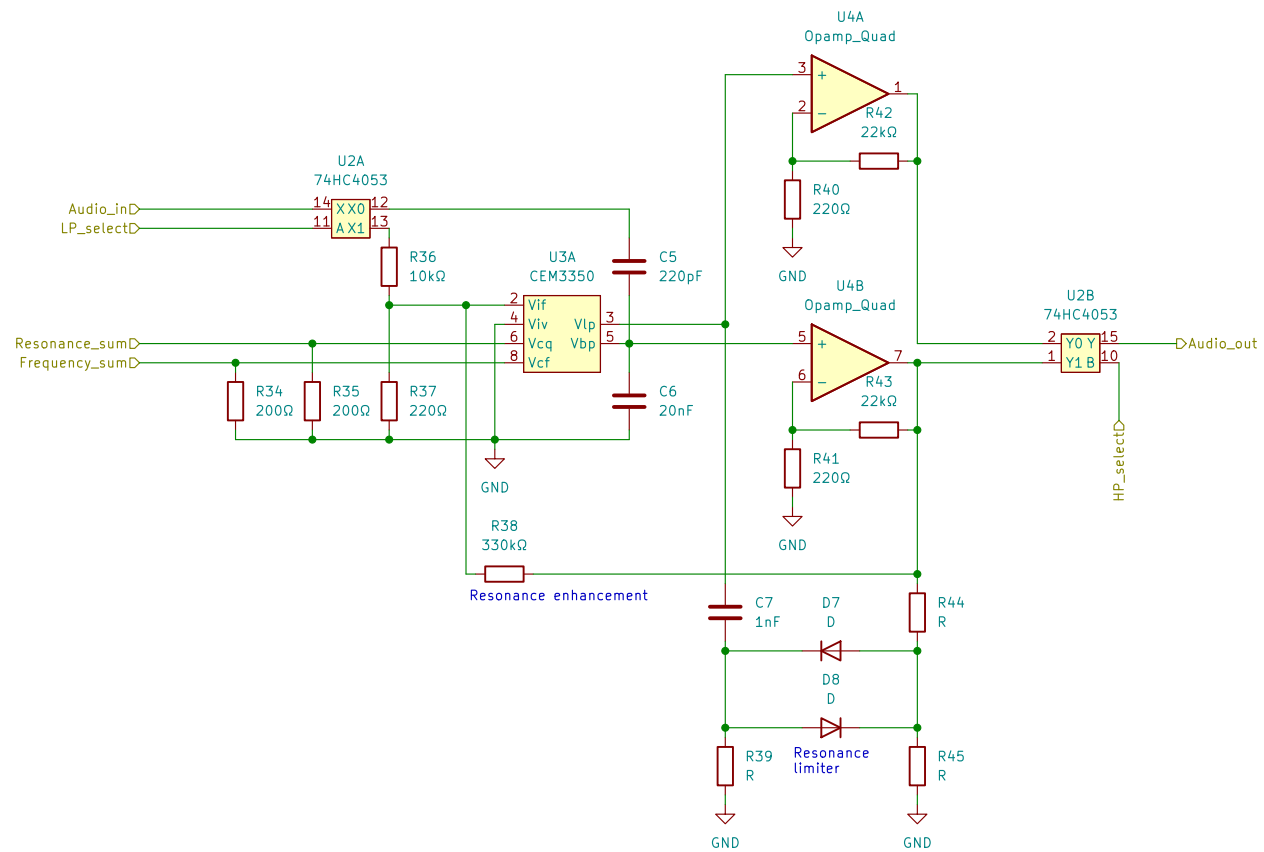 U4A
Opamp_Quad
3
+
1
2
−
R42
22kΩ
U2A
74HC4053
Audio_in
14
X X0
12
LP_select
11
A X1
13
R40
220Ω
GND
R36
10kΩ
U3A
CEM3350
C5
220pF
U4B
Opamp_Quad
U2B
74HC4053
2
Vif
4
Viv
Vlp
3
Resonance_sum
6
Vcq
Vbp
5
5
+
2
Y0 Y
15
Audio_out
Frequency_sum
8
Vcf
7
1
Y1 B
10
6
−
R43
22kΩ
R34
200Ω
R35
200Ω
R37
220Ω
C6
20nF
HP_select
R41
220Ω
GND
GND
R38
330kΩ
Resonance enhancement
C7
1nF
D7
D
R44
R
D8
D
Resonance
limiter
R39
R
R45
R
GND
GND